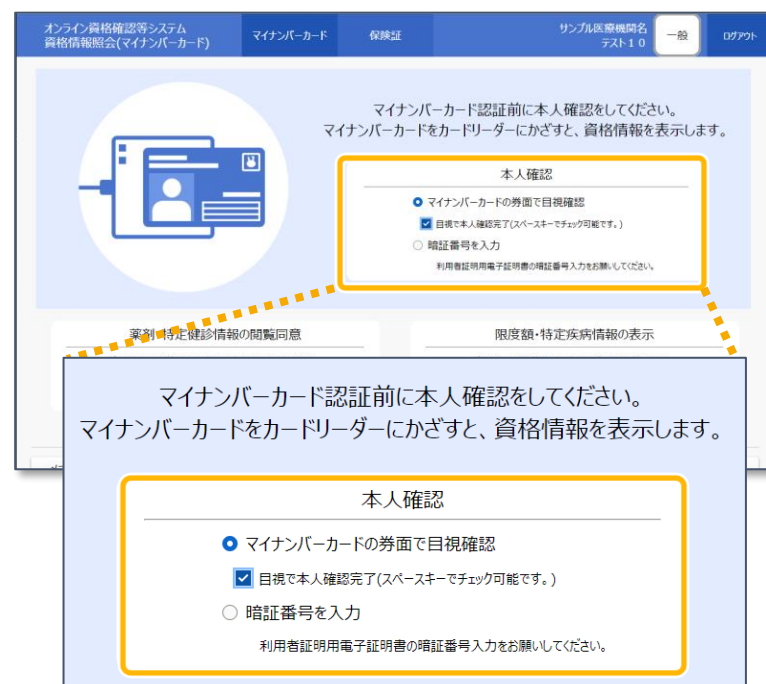 オンライン資格確認等システム
資格情報照会(マイナンバーカード)
マイナンバーカード
保険証
サンプル医療機関名
テスト10
一般
ログアウト
マイナンバーカード認証前に本人確認をしてください。
マイナンバーカードをカードリーダーにかざすと、資格情報を表示します。
本人確認
マイナンバーカードの券面で目視確認
目視で本人確認完了(スペースキーでチェック可能です。)
暗証番号を入力
利用者証明用電子証明書の暗証番号入力をお願いしてください。
薬剤・特定健診情報の閲覧同意
限度額・特定疾病情報の表示
マイナンバーカード認証前に本人確認をしてください。
マイナンバーカードをカードリーダーにかざすと、資格情報を表示します。
本人確認
マイナンバーカードの券面で目視確認
目視で本人確認完了(スペースキーでチェック可能です。)
暗証番号を入力
利用者証明用電子証明書の暗証番号入力をお願いしてください。